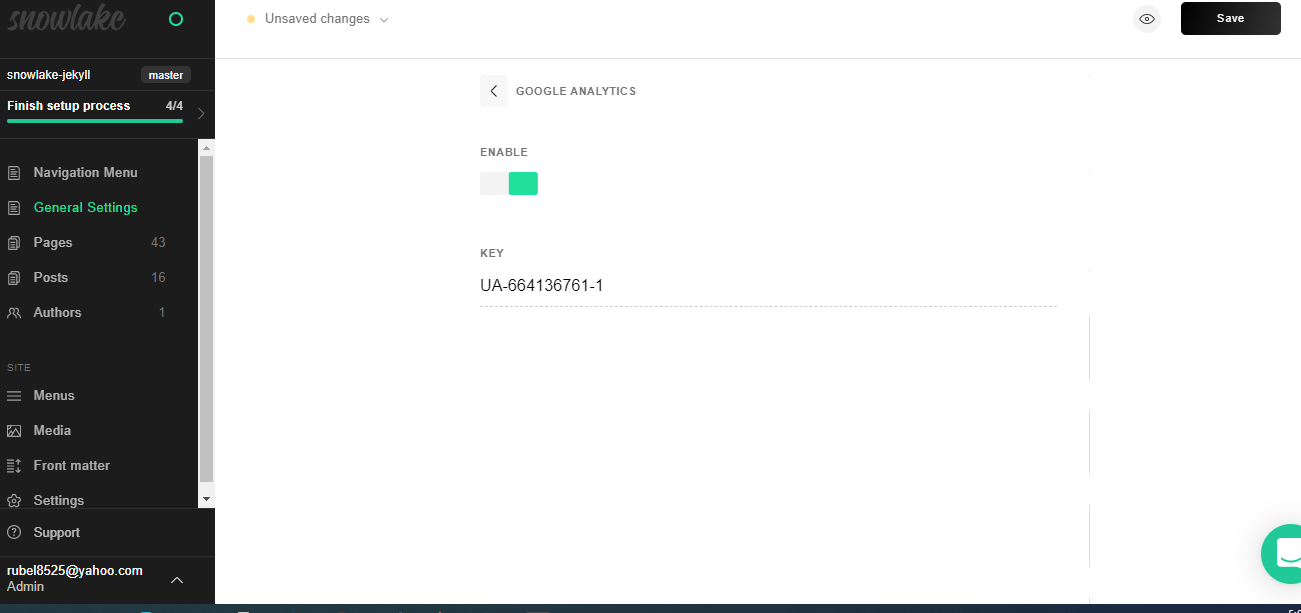 snowlake
Unsaved changes
Save
snowlake-jekyll master
Finish setup process 4/4
GOOGLE ANALYTICS
ENABLE
Navigation Menu
General Settings
Pages 43
Posts 16
Authors 1
KEY
UA-664136761-1
SITE
Menus
Media
Front matter
Settings
Support
rubel8525@yahoo.com
Admin